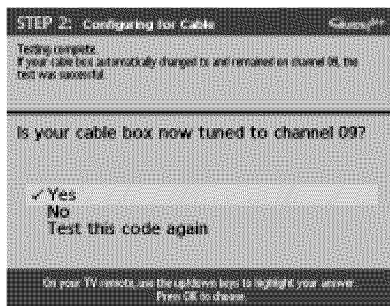 STEP 2: Configuring for Cable
Testing complete.
If your cable box automatically changed to and remained on channel 09, the
test was successful.
Is your cable box now tuned to channel 09?
✓ Yes
No
Test this code again
On your TV remote, use the up/down keys to highlight your answer.
Press OK to choose.